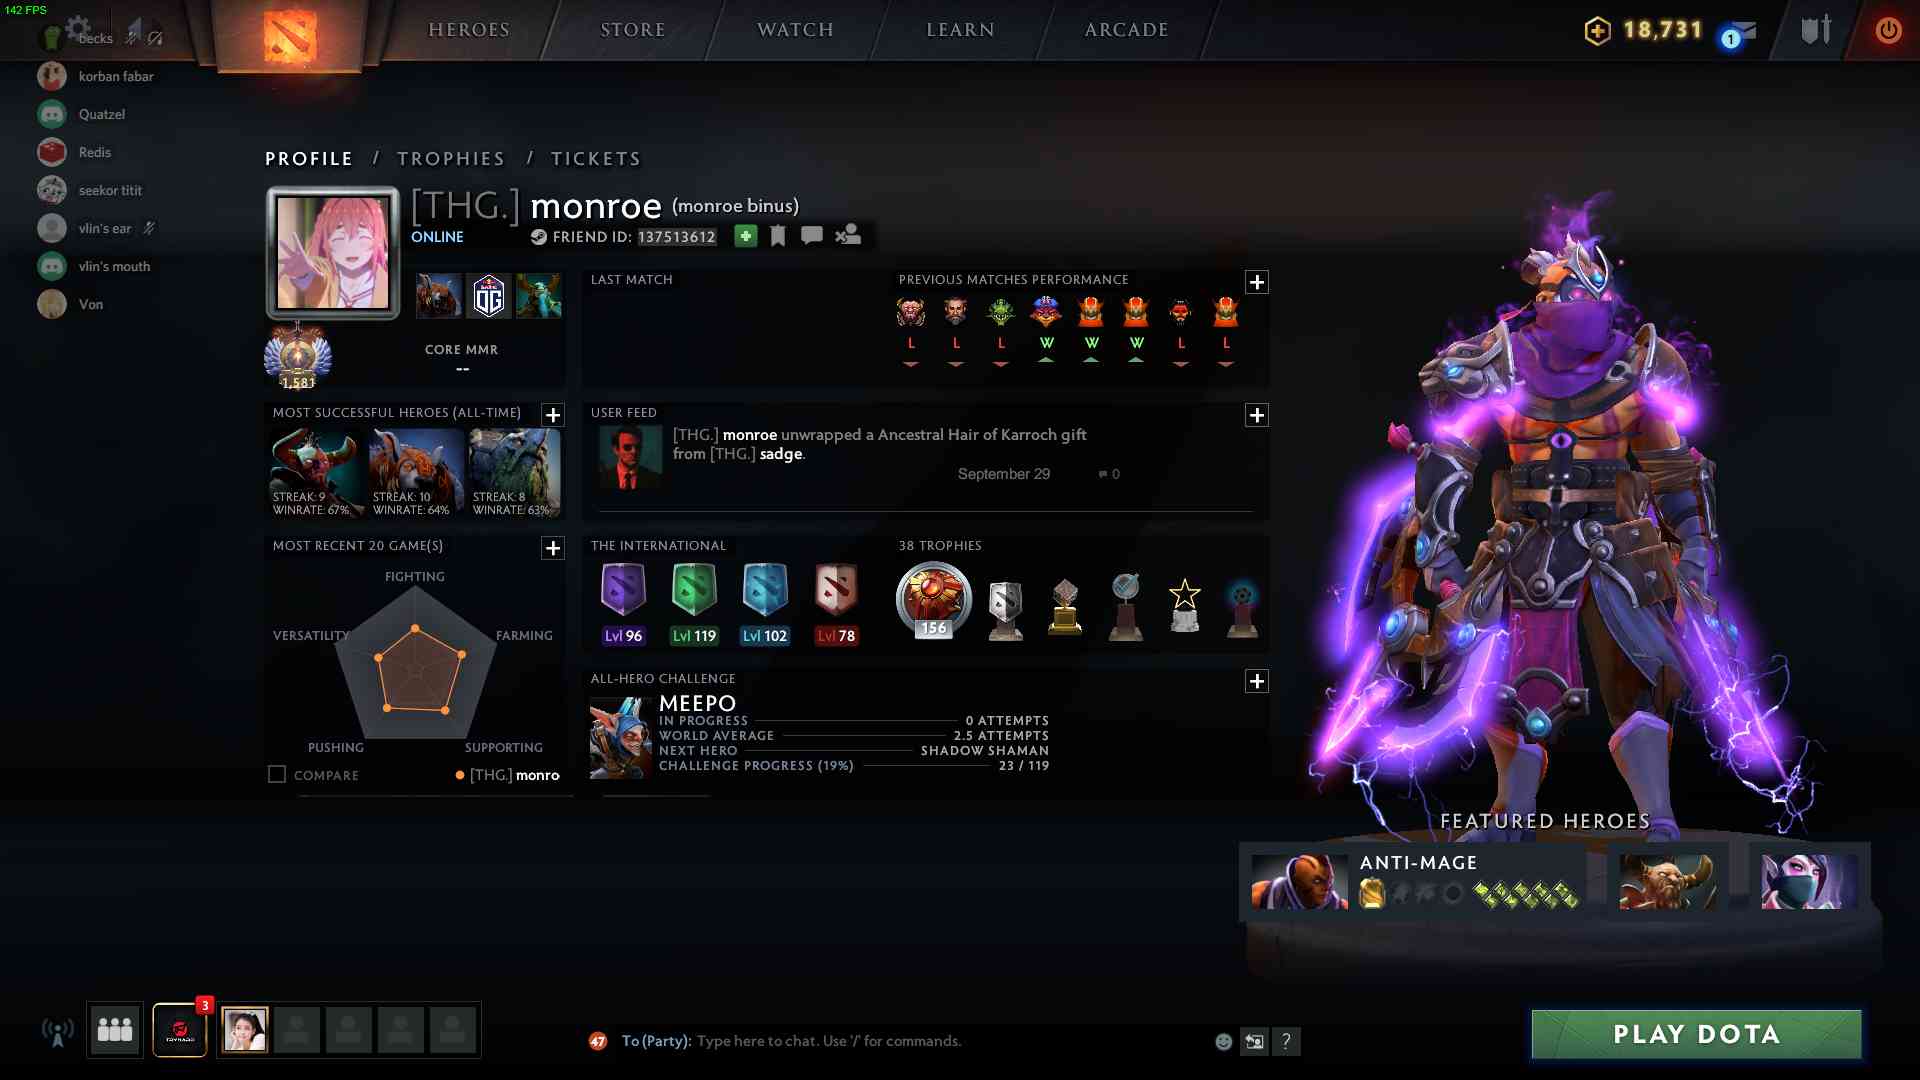 142 FPS
HEROES
STORE
WATCH
LEARN
ARCADE
18,731
1
becks
korban fabar
Quatzel
Redis
seekor titit
vlin's ear
vlin's mouth
Von
PROFILE / TROPHIES / TICKETS
[THG.] monroe (monroe binus)
ONLINE
FRIEND ID: 137513612
OG
1,581
CORE MMR
--
LAST MATCH
PREVIOUS MATCHES PERFORMANCE
L L L W W W L L
MOST SUCCESSFUL HEROES (ALL-TIME)
STREAK: 9
WINRATE: 67%
STREAK: 10
WINRATE: 64%
STREAK: 8
WINRATE: 63%
USER FEED
[THG.] monroe unwrapped a Ancestral Hair of Karroch gift
from [THG.] sadge.
September 29
0
MOST RECENT 20 GAME(S)
FIGHTING
VERSATILITY
FARMING
PUSHING
SUPPORTING
COMPARE
[THG.] monro
THE INTERNATIONAL
Lvl 96
Lvl 119
Lvl 102
Lvl 78
38 TROPHIES
156
ALL-HERO CHALLENGE
MEEPO
IN PROGRESS 0 ATTEMPTS
WORLD AVERAGE 2.5 ATTEMPTS
NEXT HERO SHADOW SHAMAN
CHALLENGE PROGRESS (19%) 23 / 119
FEATURED HEROES
ANTI-MAGE
3
47
To (Party): Type here to chat. Use '/' for commands.
?
PLAY DOTA